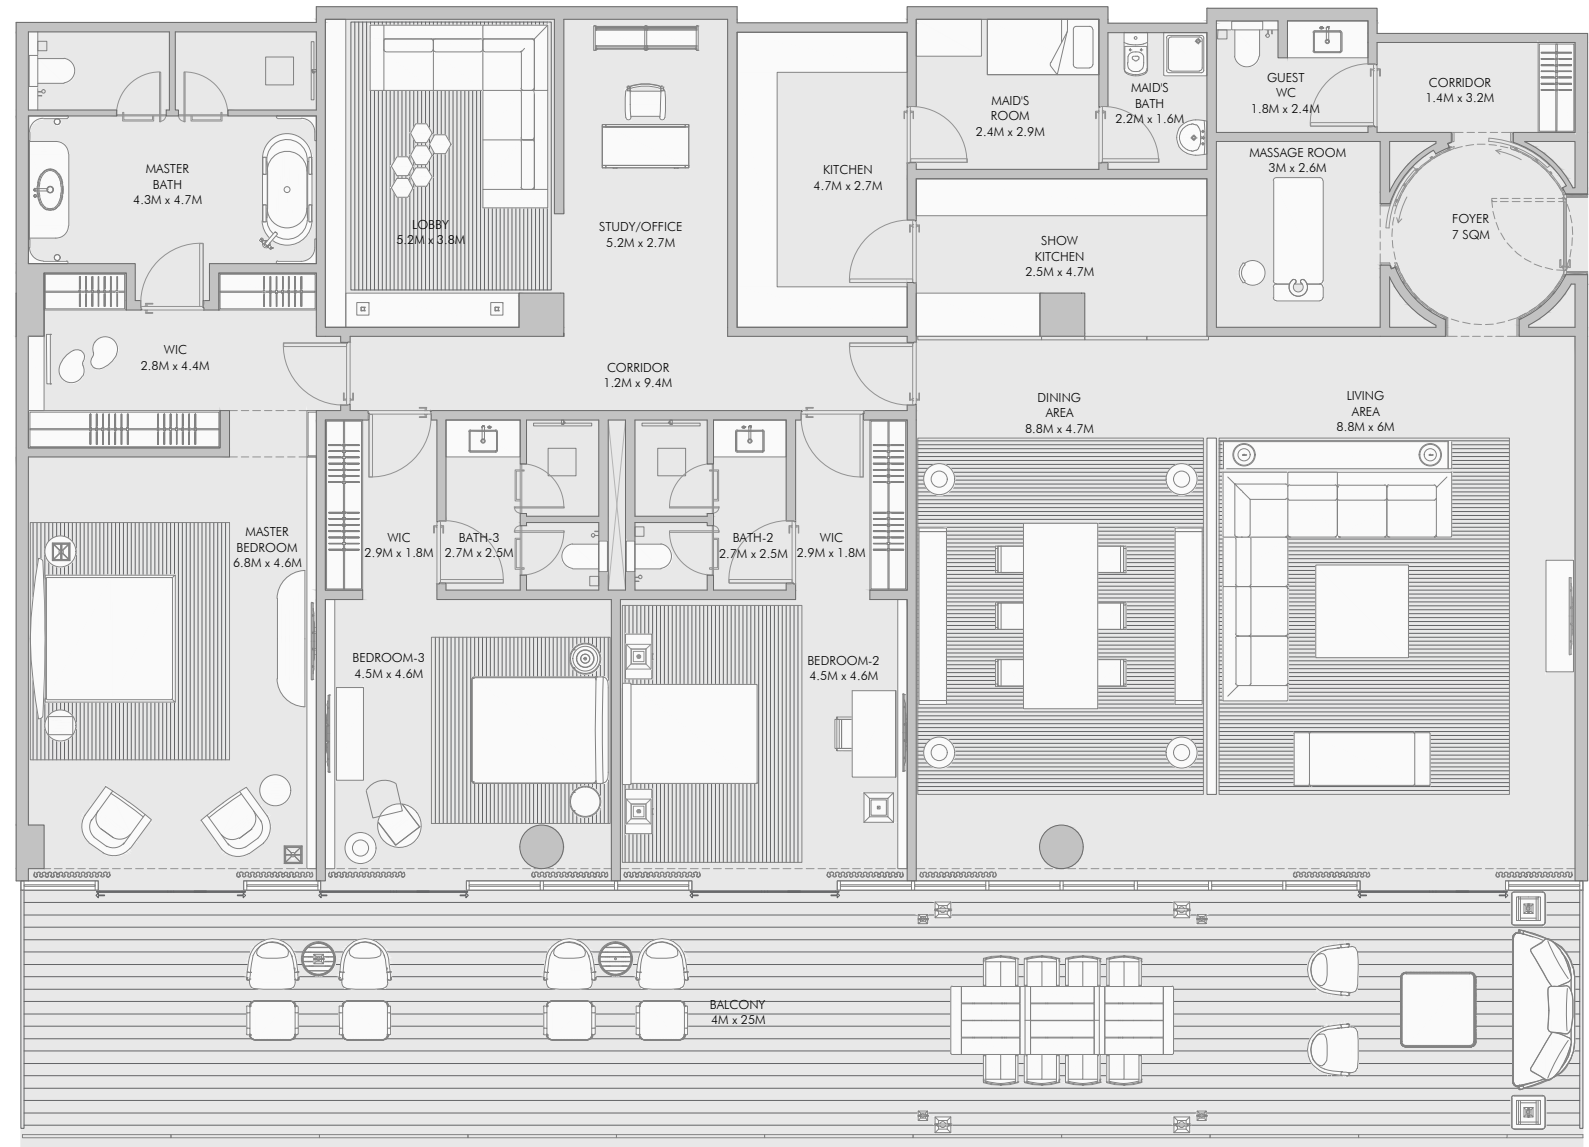 GUEST
WC
1.8M x 2.4M
CORRIDOR
1.4M x 3.2M
MAID'S
ROOM
2.4M x 2.9M
MAID'S
BATH
2.2M x 1.6M
MASSAGE ROOM
3M x 2.6M
MASTER
BATH
4.3M x 4.7M
KITCHEN
4.7M x 2.7M
LOBBY
5.2M x 3.8M
STUDY/OFFICE
5.2M x 2.7M
FOYER
7 SQM
SHOW
KITCHEN
2.5M x 4.7M
WIC
2.8M x 4.4M
CORRIDOR
1.2M x 9.4M
DINING
AREA
8.8M x 4.7M
LIVING
AREA
8.8M x 6M
MASTER
BEDROOM
6.8M x 4.6M
WIC
2.9M x 1.8M
BATH-3
2.7M x 2.5M
BATH-2
2.7M x 2.5M
WIC
2.9M x 1.8M
BEDROOM-3
4.5M x 4.6M
BEDROOM-2
4.5M x 4.6M
BALCONY
4M x 25M